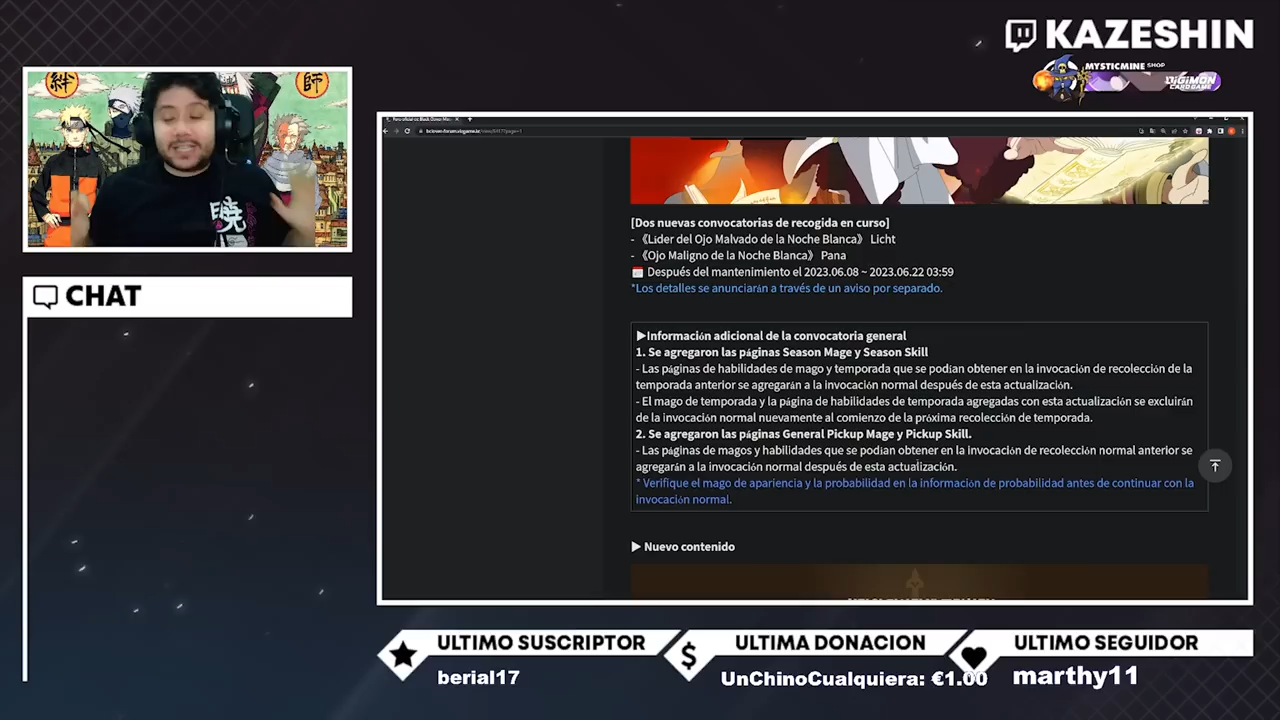 KAZESHIN
MYSTICMINE SHOP
DIGIMON
CARD GAME
絆
師
暁
CHAT
[Dos nuevas convocatorias de recogida en curso]
- 《Líder del Ojo Malvado de la Noche Blanca》 Licht
- 《Ojo Maligno de la Noche Blanca》 Pana
Después del mantenimiento el 2023.06.08 ~ 2023.06.22 03:59
*Los detalles se anunciarán a través de un aviso por separado.
▶Información adicional de la convocatoria general
1. Se agregaron las páginas Season Mage y Season Skill
- Las páginas de habilidades de mago y temporada que se podían obtener en la invocación de recolección de la
temporada anterior se agregarán a la invocación normal después de esta actualización.
- El mago de temporada y la página de habilidades de temporada agregadas con esta actualización se excluirán
de la invocación normal nuevamente al comienzo de la próxima recolección de temporada.
2. Se agregaron las páginas General Pickup Mage y Pickup Skill.
- Las páginas de magos y habilidades que se podían obtener en la invocación de recolección normal anterior se
agregarán a la invocación normal después de esta actualización.
* Verifique el mago de apariencia y la probabilidad en la información de probabilidad antes de continuar con la
invocación normal.
▶ Nuevo contenido
ULTIMO SUSCRIPTOR
berial17
ULTIMA DONACION
UnChinoCualquiera: €1.00
ULTIMO SEGUIDOR
marthy11